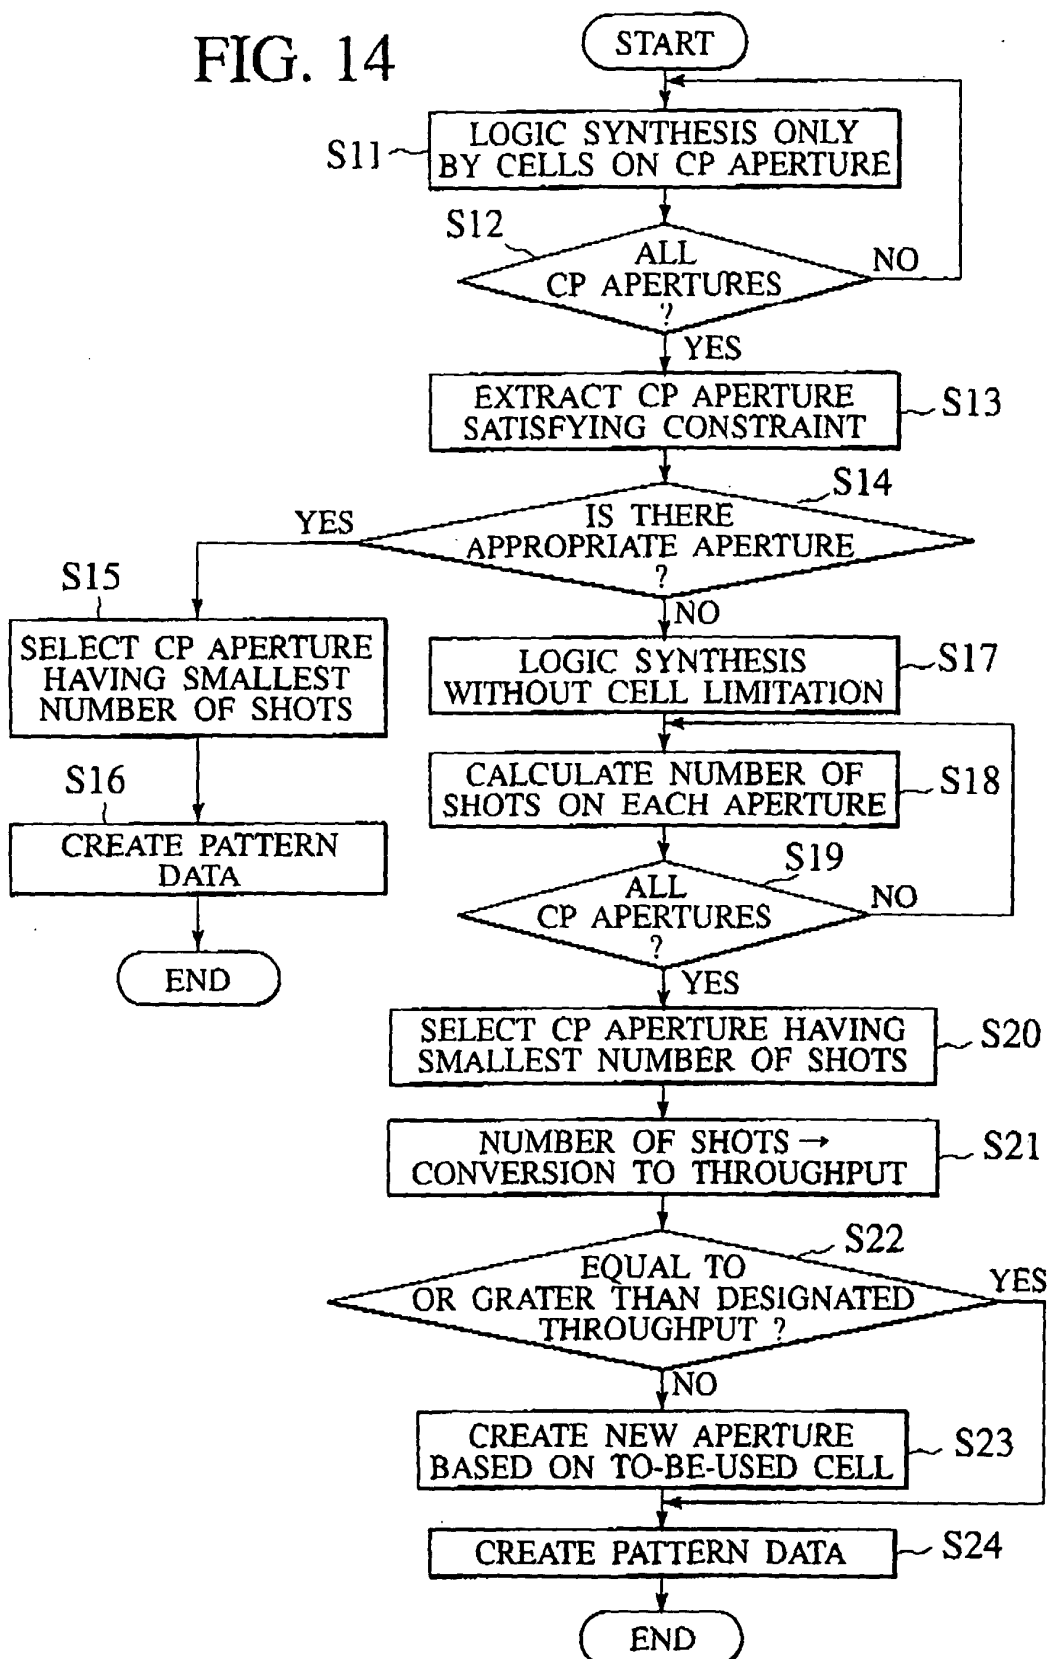 FIG. 14
START
S11
LOGIC SYNTHESIS ONLY
BY CELLS ON CP APERTURE
S12
ALL
CP APERTURES
?
NO
YES
EXTRACT CP APERTURE
SATISFYING CONSTRAINT
S13
S14
IS THERE
APPROPRIATE APERTURE
?
YES
NO
S15
SELECT CP APERTURE
HAVING SMALLEST
NUMBER OF SHOTS
S16
CREATE PATTERN
DATA
END
LOGIC SYNTHESIS
WITHOUT CELL LIMITATION
S17
CALCULATE NUMBER OF
SHOTS ON EACH APERTURE
S18
S19
ALL
CP APERTURES
?
NO
YES
SELECT CP APERTURE HAVING
SMALLEST NUMBER OF SHOTS
S20
NUMBER OF SHOTS →
CONVERSION TO THROUGHPUT
S21
S22
EQUAL TO
OR GRATER THAN DESIGNATED
THROUGHPUT ?
YES
NO
CREATE NEW APERTURE
BASED ON TO-BE-USED CELL
S23
CREATE PATTERN DATA
S24
END